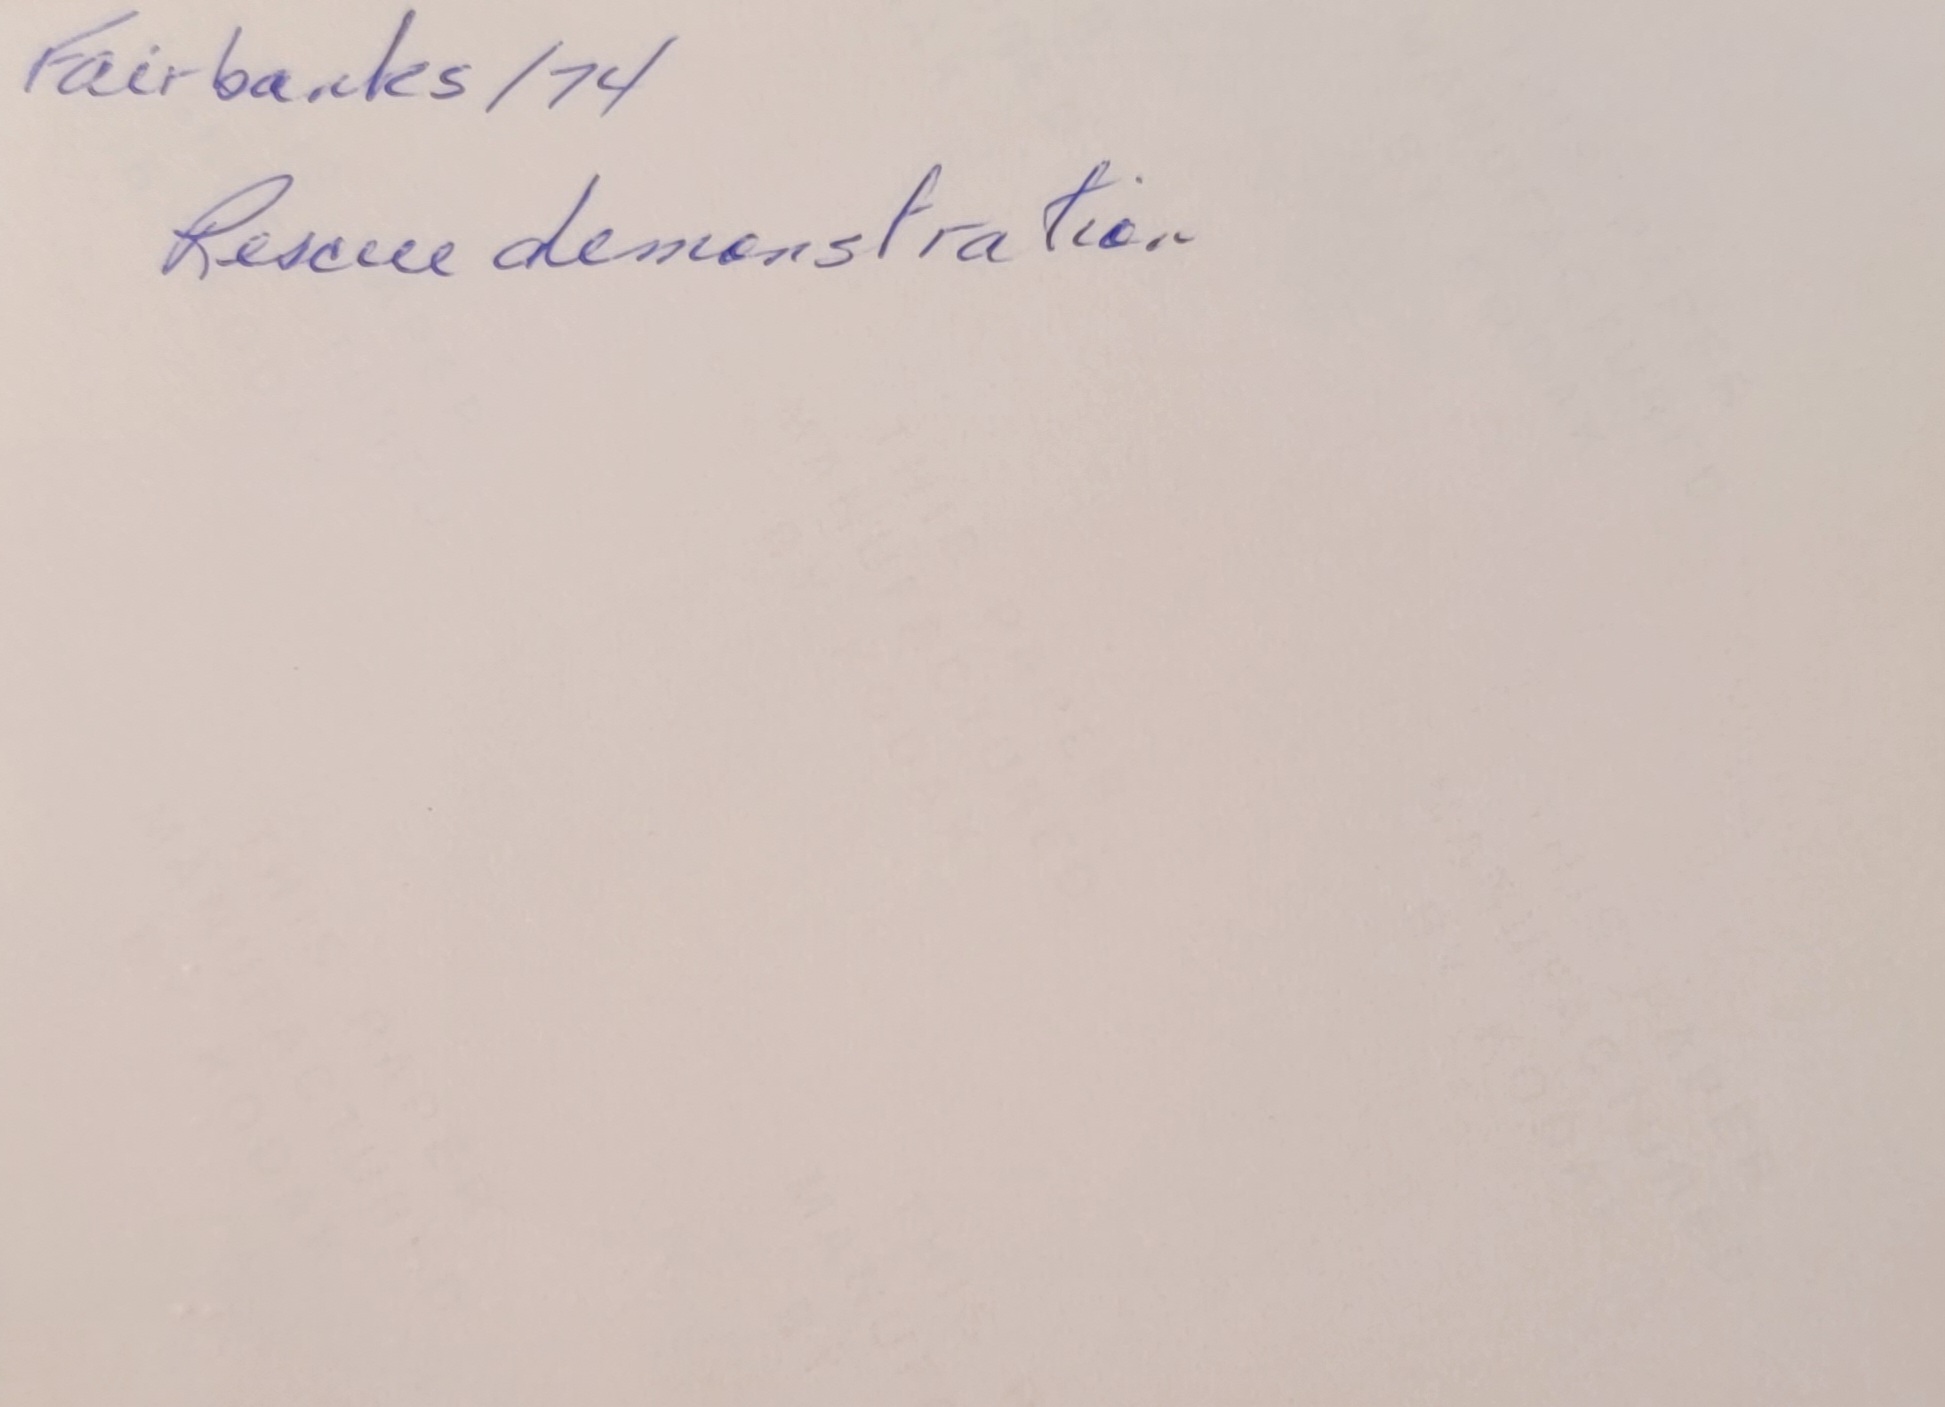 Fairbanks/74
Rescue demonstration